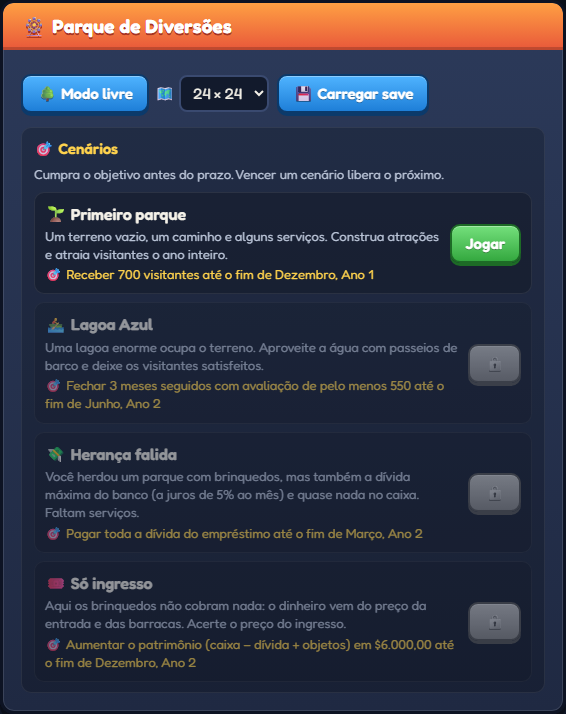 Parque de Diversões
Modo livre
24 × 24
Carregar save
Cenários
Cumpra o objetivo antes do prazo. Vencer um cenário libera o próximo.
Primeiro parque
Um terreno vazio, um caminho e alguns serviços. Construa atrações
e atraia visitantes o ano inteiro.
Receber 700 visitantes até o fim de Dezembro, Ano 1
Jogar
Lagoa Azul
Uma lagoa enorme ocupa o terreno. Aproveite a água com passeios de
barco e deixe os visitantes satisfeitos.
Fechar 3 meses seguidos com avaliação de pelo menos 550 até o
fim de Junho, Ano 2
Herança falida
Você herdou um parque com brinquedos, mas também a dívida
máxima do banco (a juros de 5% ao mês) e quase nada no caixa.
Faltam serviços.
Pagar toda a dívida do empréstimo até o fim de Março, Ano 2
Só ingresso
Aqui os brinquedos não cobram nada: o dinheiro vem do preço da
entrada e das barracas. Acerte o preço do ingresso.
Aumentar o patrimônio (caixa – dívida + objetos) em $6.000,00 até
o fim de Dezembro, Ano 2